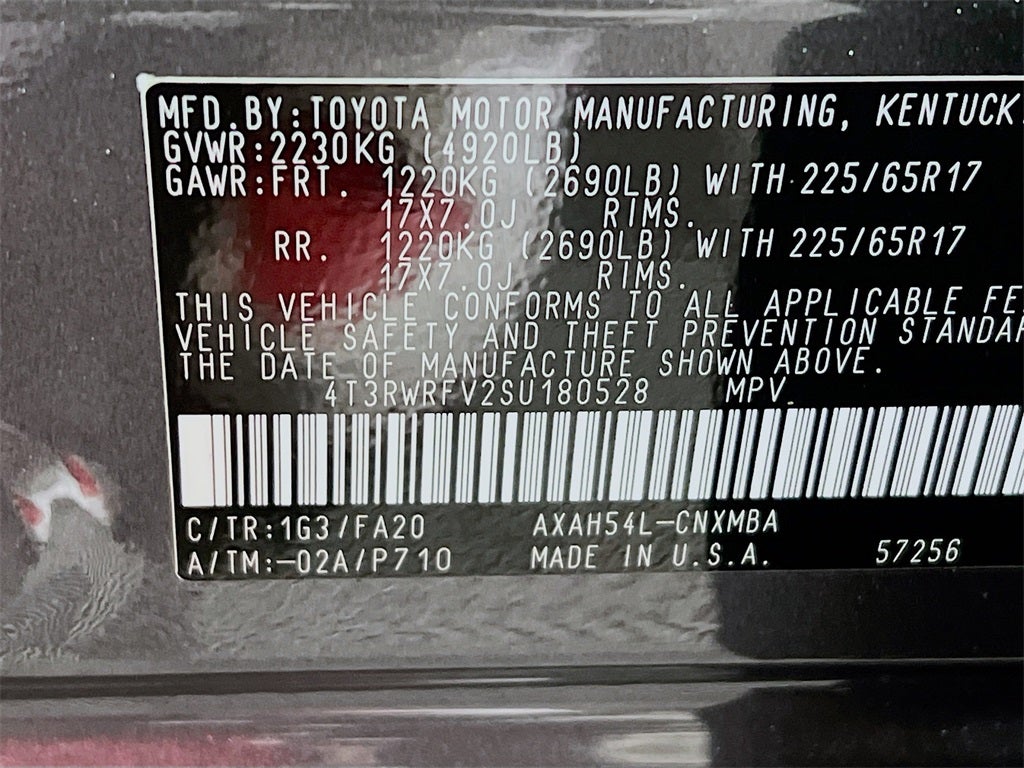 MFD.BY:TOYOTA MOTOR MANUFACTURING, KENTUCK
GVWR:2230KG (4920LB)
GAWR:FRT. 1220KG (2690LB) WITH 225/65R17
17X7.0J RIMS.
RR. 1220KG (2690LB) WITH 225/65R17
17X7.0J RIMS.
THIS VEHICLE CONFORMS TO ALL APPLICABLE FE
VEHICLE SAFETY AND THEFT PREVENTION STANDAR
THE DATE OF MANUFACTURE SHOWN ABOVE.
4T3RWRFV2SU180528 MPV
C/TR:1G3/FA20 AXAH54L-CNXMBA
A/TM:-02A/P710 MADE IN U.S.A. 57256